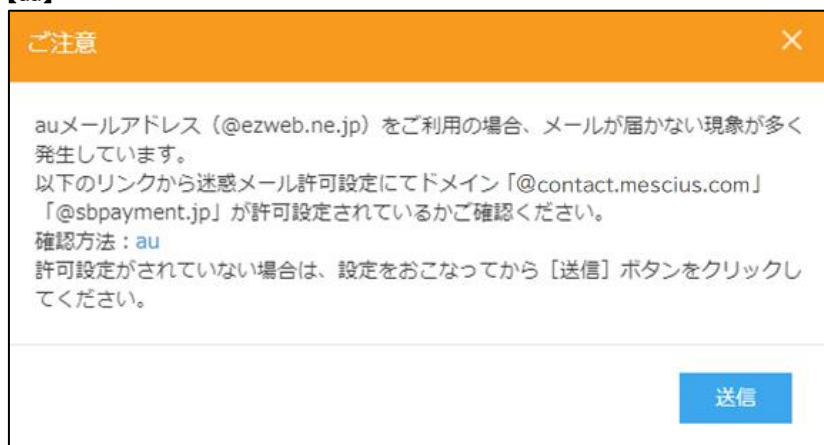 【au】
ご注意
auメールアドレス（@ezweb.ne.jp）をご利用の場合、メールが届かない現象が多く
発生しています。
以下のリンクから迷惑メール許可設定にてドメイン「@contact.mescius.com」
「@sbpayment.jp」が許可設定されているかご確認ください。
確認方法：au
許可設定がされていない場合は、設定をおこなってから［送信］ボタンをクリックし
てください。
送信